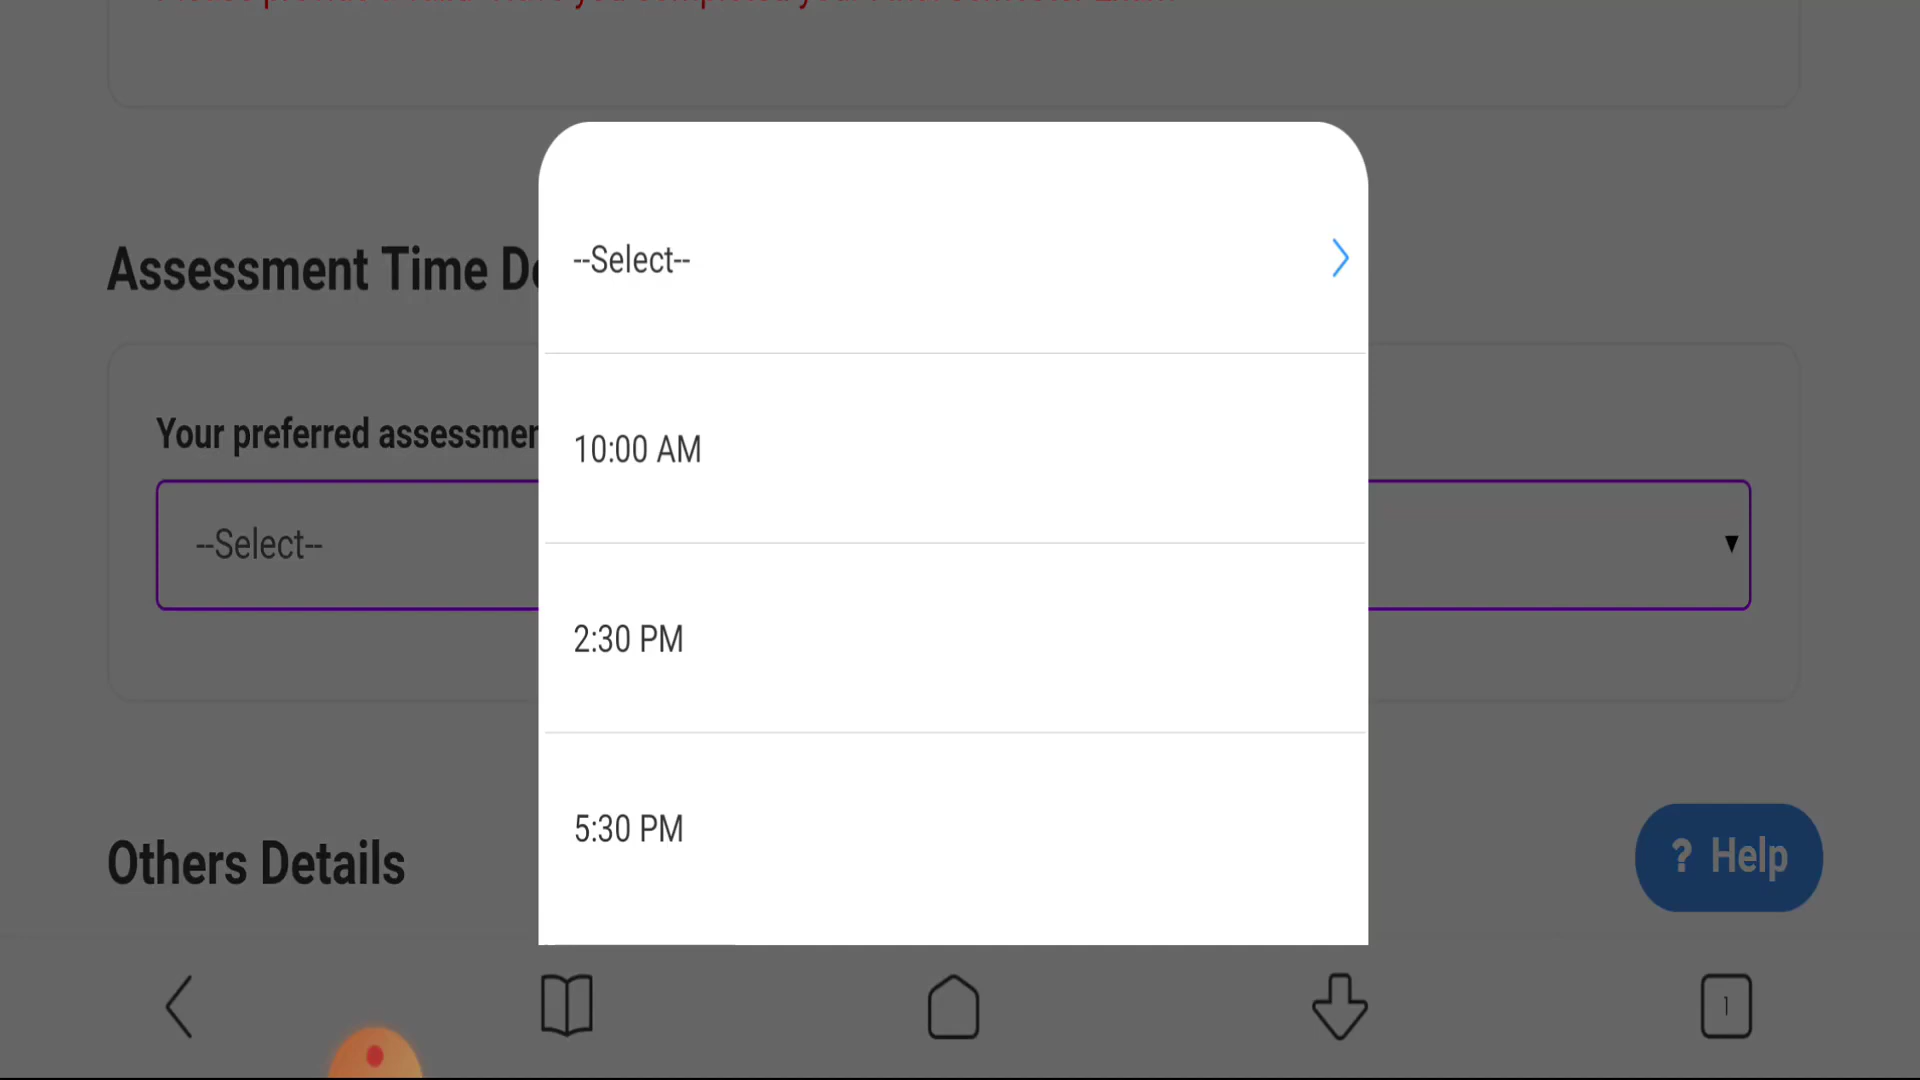 Assessment Time D
--Select--
10:00 AM
Your preferred assessmen
--Select--
2:30 PM
5:30 PM
Others Details
? Help
1